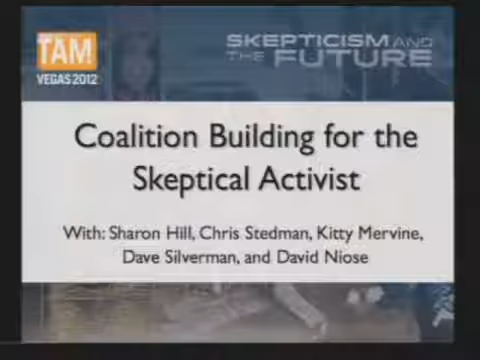 TAM!
VEGAS 2012
SKEPTICISM AND
THE FUTURE
Coalition Building for the
Skeptical Activist
With: Sharon Hill, Chris Stedman, Kitty Mervine,
Dave Silverman, and David Niose